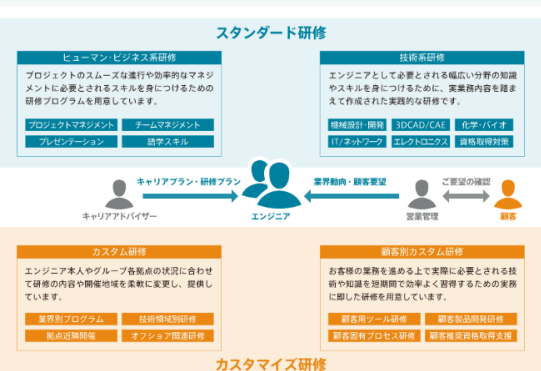 スタンダード研修
ヒューマン・ビジネス系研修
プロジェクトのスムーズな進行や効率的なマネジ
メントに必要とされるスキルを身につけるための
研修プログラムを用意しています。
プロジェクトマネジメント
チームマネジメント
プレゼンテーション
語学スキル
技術系研修
エンジニアとして必要とされる幅広い分野の知識
やスキルを身につけるために、実業務内容を踏ま
えて作成された実践的な研修です。
機械設計・開発
3DCAD/CAE
化学・バイオ
IT/ネットワーク
エレクトロニクス
資格取得対策
キャリアプラン・研修プラン
業界動向・顧客要望
ご要望の確認
キャリアアドバイザー
エンジニア
営業管理
顧客
カスタム研修
エンジニア本人やグループ各拠点の状況に合わせ
て研修の内容や開催地域を柔軟に変更し、提供し
ています。
業界別プログラム
技術領域別研修
拠点近隣開催
オフショア関連研修
顧客別カスタム研修
お客様の業務を進める上で実際に必要とされる技
術や知識を短期間で効率よく習得するための実務
に即した研修を用意しています。
顧客用ツール研修
顧客製品開発研修
顧客固有プロセス研修
顧客推奨資格取得支援
カスタマイズ研修